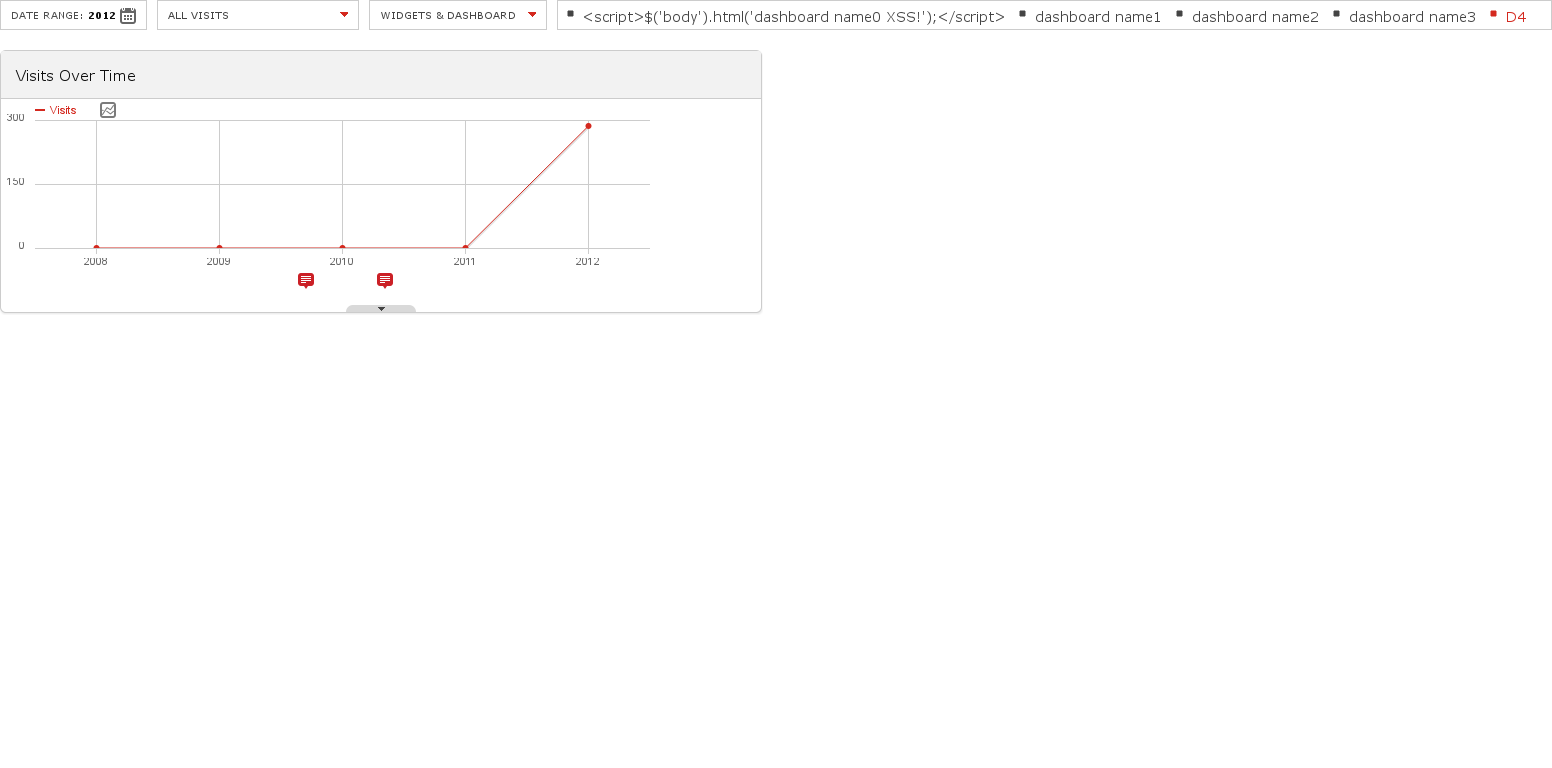 DATE RANGE: 2012
ALL VISITS
WIDGETS & DASHBOARD
<script>$('body').html('dashboard name0 XSS!');</script>
dashboard name1
dashboard name2
dashboard name3
D4
Visits Over Time
Visits
300
150
0
2008 2009 2010 2011 2012